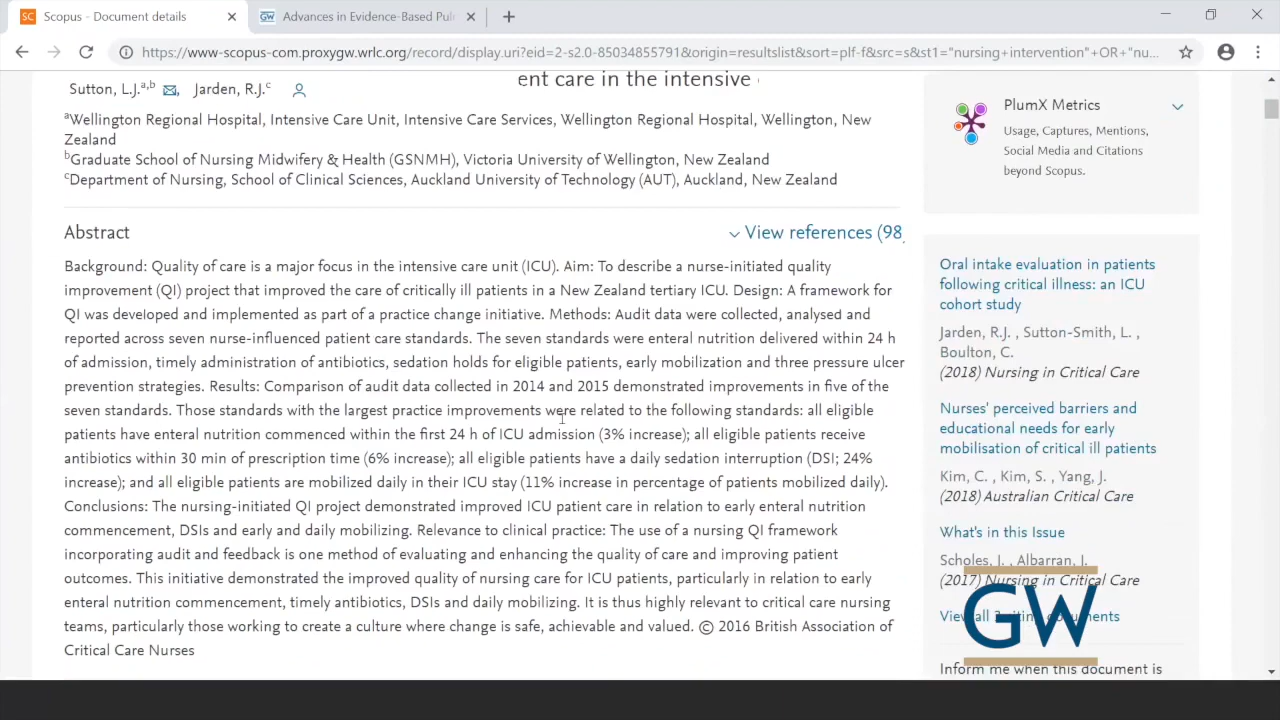 SC Scopus - Document details
GW Advances in Evidence-Based Pul
https://www-scopus-com.proxygw.wrlc.org/record/display.uri?eid=2-s2.0-85034855791&origin=resultslist&sort=plf-f&src=s&st1="nursing+intervention"+OR+"nu...
ent care in the intensive
Sutton, L.J.a,b Jarden, R.J.c
aWellington Regional Hospital, Intensive Care Unit, Intensive Care Services, Wellington Regional Hospital, Wellington, New
Zealand
bGraduate School of Nursing Midwifery & Health (GSNMH), Victoria University of Wellington, New Zealand
cDepartment of Nursing, School of Clinical Sciences, Auckland University of Technology (AUT), Auckland, New Zealand
Abstract
View references (98
Background: Quality of care is a major focus in the intensive care unit (ICU). Aim: To describe a nurse-initiated quality
improvement (QI) project that improved the care of critically ill patients in a New Zealand tertiary ICU. Design: A framework for
QI was developed and implemented as part of a practice change initiative. Methods: Audit data were collected, analysed and
reported across seven nurse-influenced patient care standards. The seven standards were enteral nutrition delivered within 24 h
of admission, timely administration of antibiotics, sedation holds for eligible patients, early mobilization and three pressure ulcer
prevention strategies. Results: Comparison of audit data collected in 2014 and 2015 demonstrated improvements in five of the
seven standards. Those standards with the largest practice improvements were related to the following standards: all eligible
patients have enteral nutrition commenced within the first 24 h of ICU admission (3% increase); all eligible patients receive
antibiotics within 30 min of prescription time (6% increase); all eligible patients have a daily sedation interruption (DSI; 24%
increase); and all eligible patients are mobilized daily in their ICU stay (11% increase in percentage of patients mobilized daily).
Conclusions: The nursing-initiated QI project demonstrated improved ICU patient care in relation to early enteral nutrition
commencement, DSIs and early and daily mobilizing. Relevance to clinical practice: The use of a nursing QI framework
incorporating audit and feedback is one method of evaluating and enhancing the quality of care and improving patient
outcomes. This initiative demonstrated the improved quality of nursing care for ICU patients, particularly in relation to early
enteral nutrition commencement, timely antibiotics, DSIs and daily mobilizing. It is thus highly relevant to critical care nursing
teams, particularly those working to create a culture where change is safe, achievable and valued. © 2016 British Association of
Critical Care Nurses
PlumX Metrics
Usage, Captures, Mentions,
Social Media and Citations
beyond Scopus.
Oral intake evaluation in patients
following critical illness: an ICU
cohort study
Jarden, R.J. , Sutton-Smith, L. ,
Boulton, C.
(2018) Nursing in Critical Care
Nurses' perceived barriers and
educational needs for early
mobilisation of critical ill patients
Kim, C. , Kim, S. , Yang, J.
(2018) Australian Critical Care
What's in this Issue
Scholes, J. , Albarran, J.
(2017) Nursing in Critical Care
View all documents
GW
Inform me when this document is